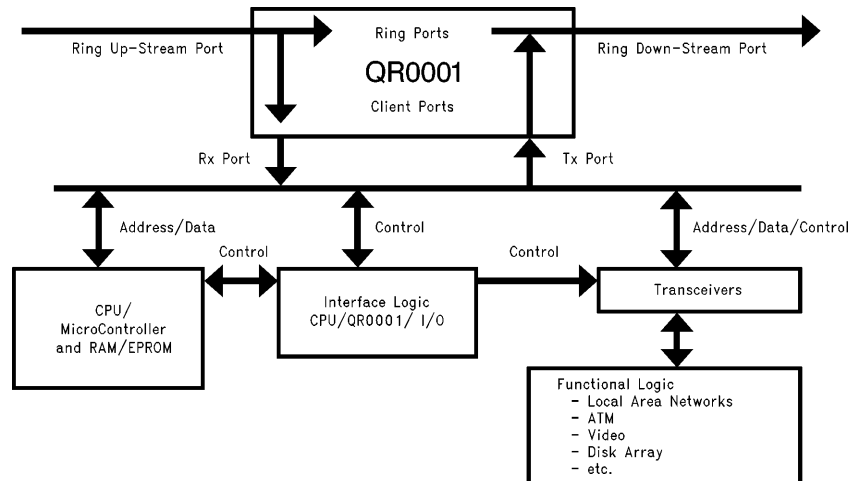 Ring Ports
Ring Up-Stream Port
Ring Down-Stream Port
QR0001
Client Ports
Rx Port
Tx Port
Address/Data
Control
Address/Data/Control
Control
Control
CPU/
MicroController
and RAM/EPROM
Interface Logic
CPU/QR0001/ I/O
Transceivers
Functional Logic
- Local Area Networks
- ATM
- Video
- Disk Array
- etc.